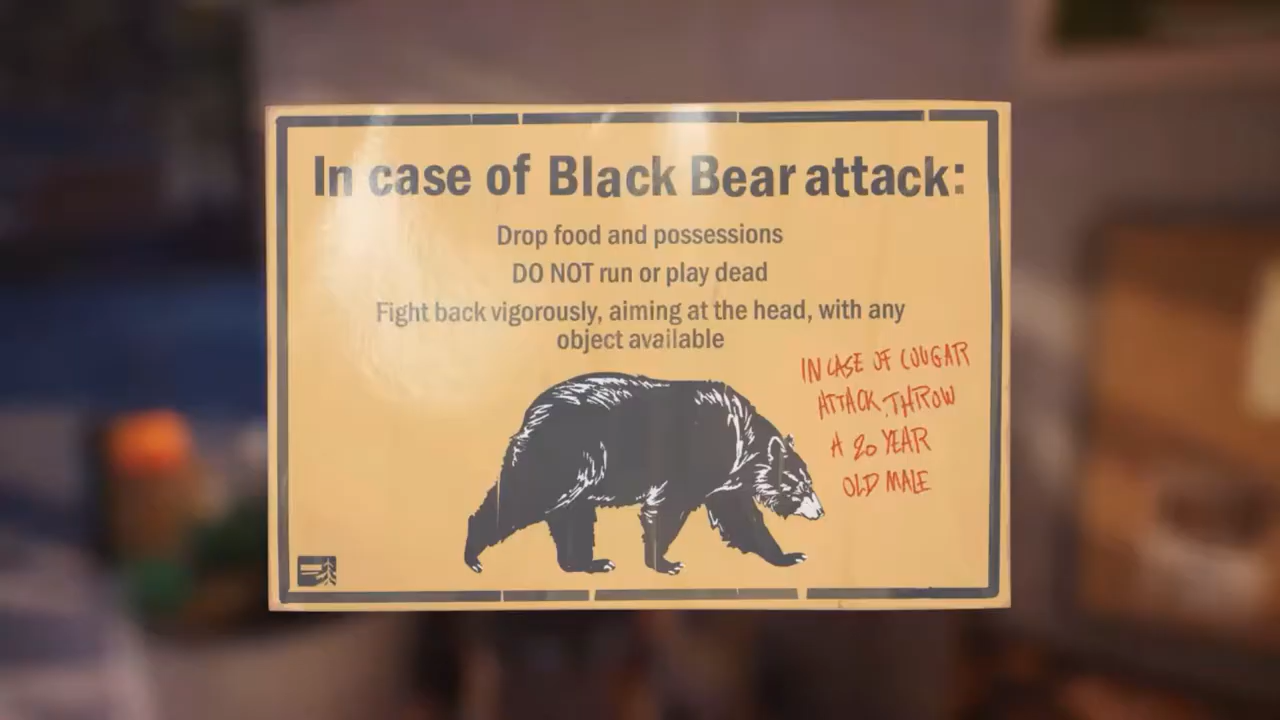 In case of Black Bear attack:
Drop food and possessions
DO NOT run or play dead
Fight back vigorously, aiming at the head, with any
object available
IN CASE OF COUGAR
ATTACK, THROW
A 20 YEAR
OLD MALE